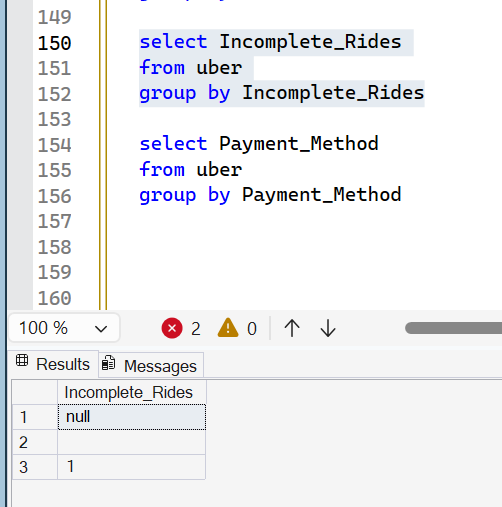 149
150 select Incomplete_Rides
151 from uber
152 group by Incomplete_Rides
153
154 select Payment_Method
155 from uber
156 group by Payment_Method
157
158
159
160
100 % 2 0
Results Messages
Incomplete_Rides
1 null
2
3 1